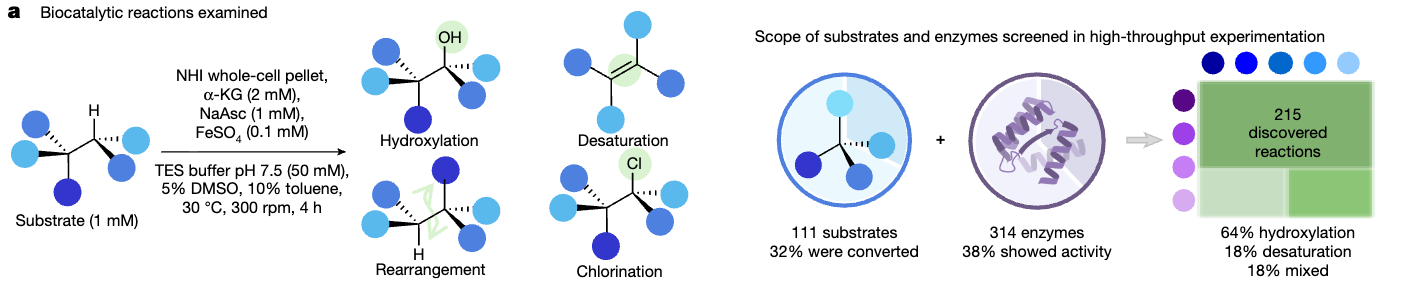 a Biocatalytic reactions examined
H
Substrate (1 mM)
NHI whole-cell pellet,
α-KG (2 mM),
NaAsc (1 mM),
FeSO₄ (0.1 mM)
TES buffer pH 7.5 (50 mM),
5% DMSO, 10% toluene,
30 °C, 300 rpm, 4 h
OH
Hydroxylation
Desaturation
H
Rearrangement
Cl
Chlorination
Scope of substrates and enzymes screened in high-throughput experimentation
+
111 substrates
32% were converted
314 enzymes
38% showed activity
215
discovered
reactions
64% hydroxylation
18% desaturation
18% mixed